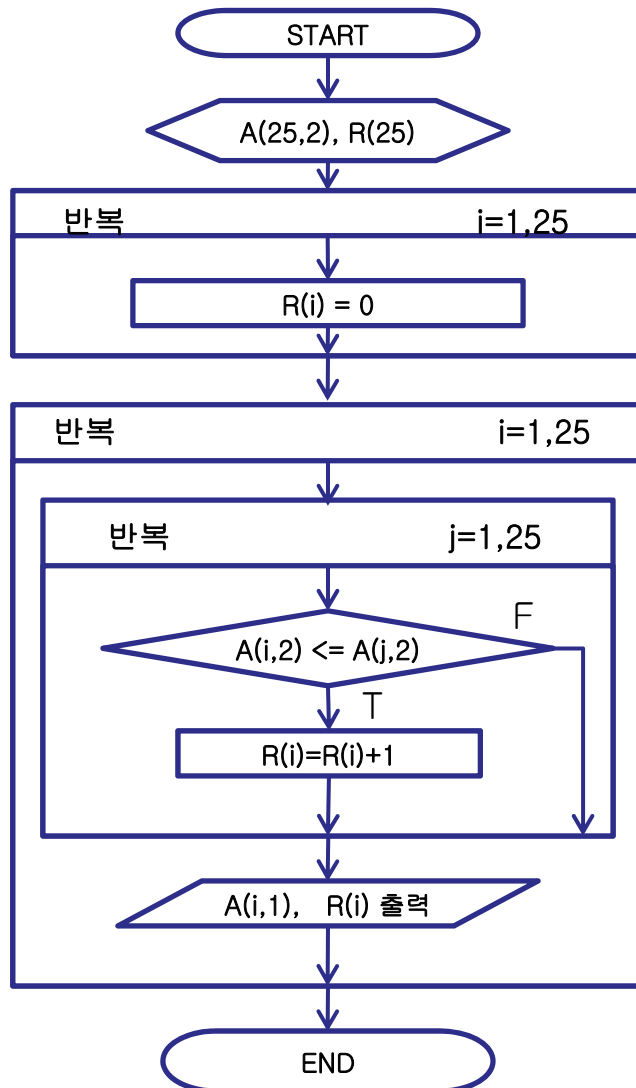 START
A(25,2), R(25)
반복 i=1,25
R(i) = 0
반복 i=1,25
반복 j=1,25
F
A(i,2) <= A(j,2)
T
R(i)=R(i)+1
A(i,1), R(i) 출력
END